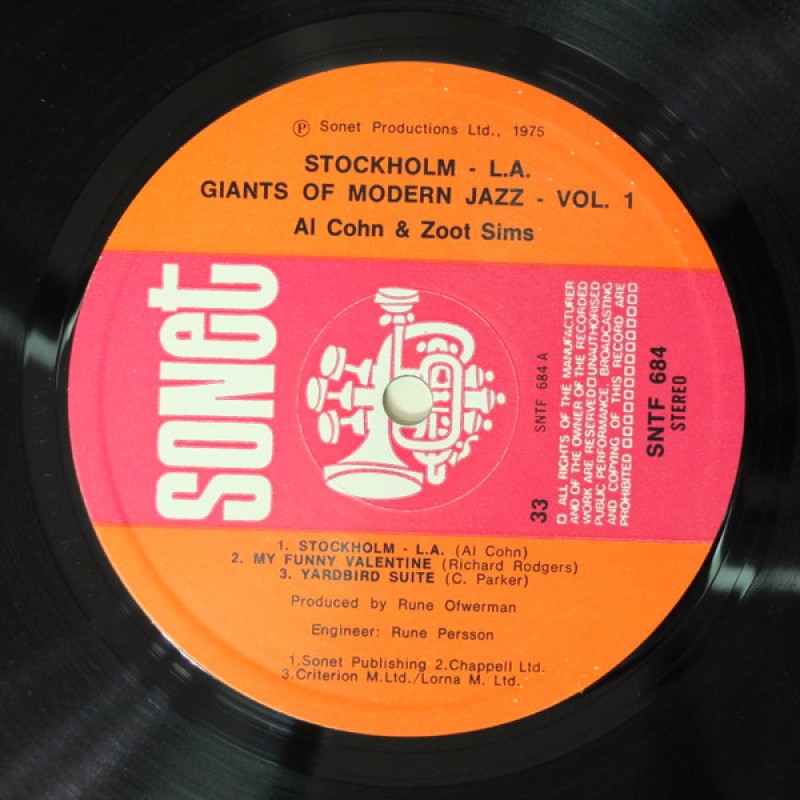 ℗ Sonet Productions Ltd., 1975
STOCKHOLM - L.A.
GIANTS OF MODERN JAZZ - VOL. 1
Al Cohn & Zoot Sims
sonet
SNTF 684 A
33
□ ALL RIGHTS OF THE MANUFACTURER
AND OF THE OWNER OF THE RECORDED
WORK ARE RESERVED □ UNAUTHORISED
PUBLIC PERFORMANCE, BROADCASTING
AND COPYING OF THIS RECORD ARE
PROHIBITED □□□□□□□□□□□□□□
SNTF 684
STEREO
1. STOCKHOLM - L.A. (Al Cohn)
2. MY FUNNY VALENTINE (Richard Rodgers)
3. YARDBIRD SUITE (C. Parker)
Produced by Rune Ofwerman
Engineer: Rune Persson
1.Sonet Publishing 2.Chappell Ltd.
3.Criterion M.Ltd./Lorna M. Ltd.